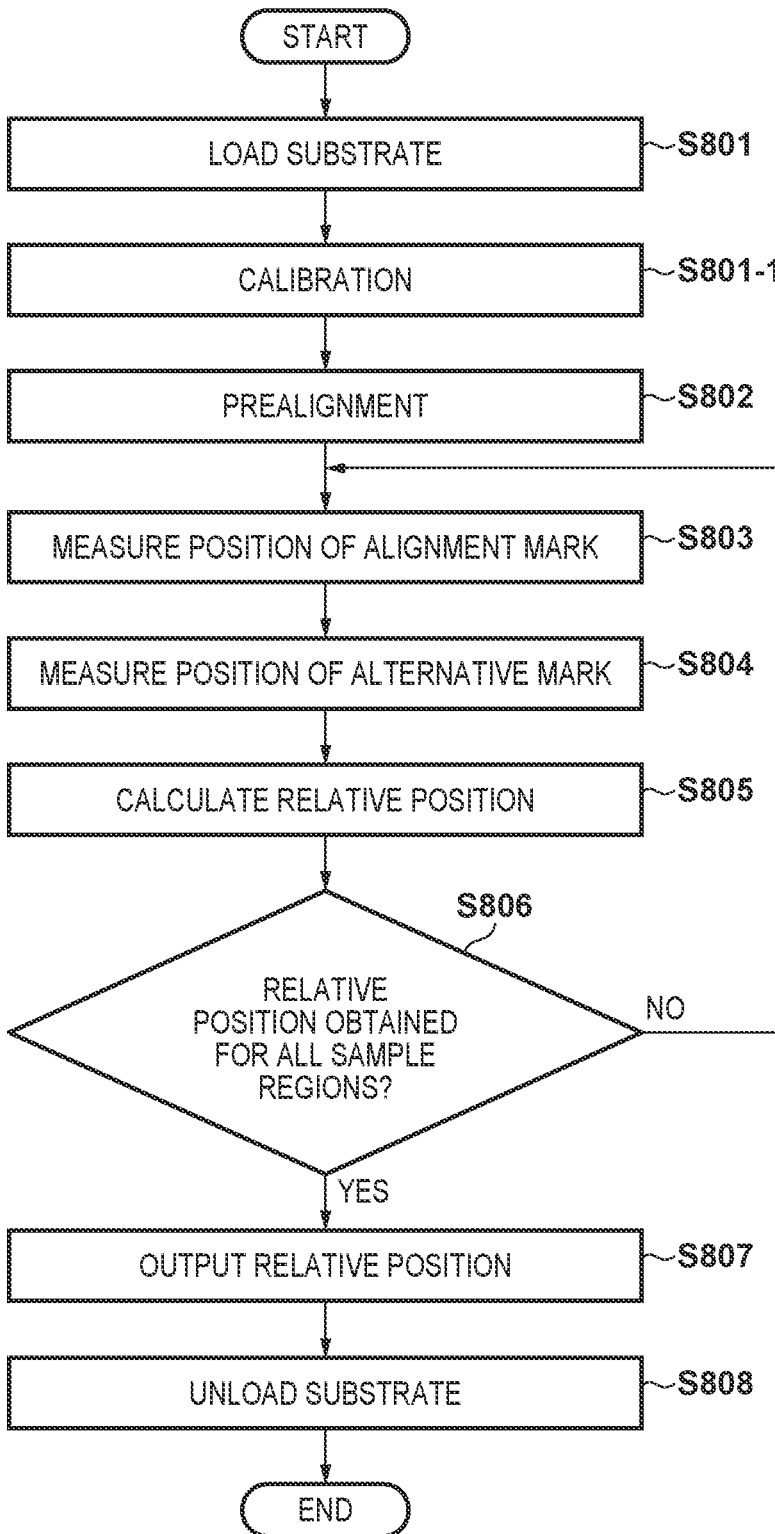 START
LOAD SUBSTRATE
S801
CALIBRATION
S801-1
PREALIGNMENT
S802
MEASURE POSITION OF ALIGNMENT MARK
S803
MEASURE POSITION OF ALTERNATIVE MARK
S804
CALCULATE RELATIVE POSITION
S805
S806
RELATIVE
POSITION OBTAINED
FOR ALL SAMPLE
REGIONS?
NO
YES
OUTPUT RELATIVE POSITION
S807
UNLOAD SUBSTRATE
S808
END